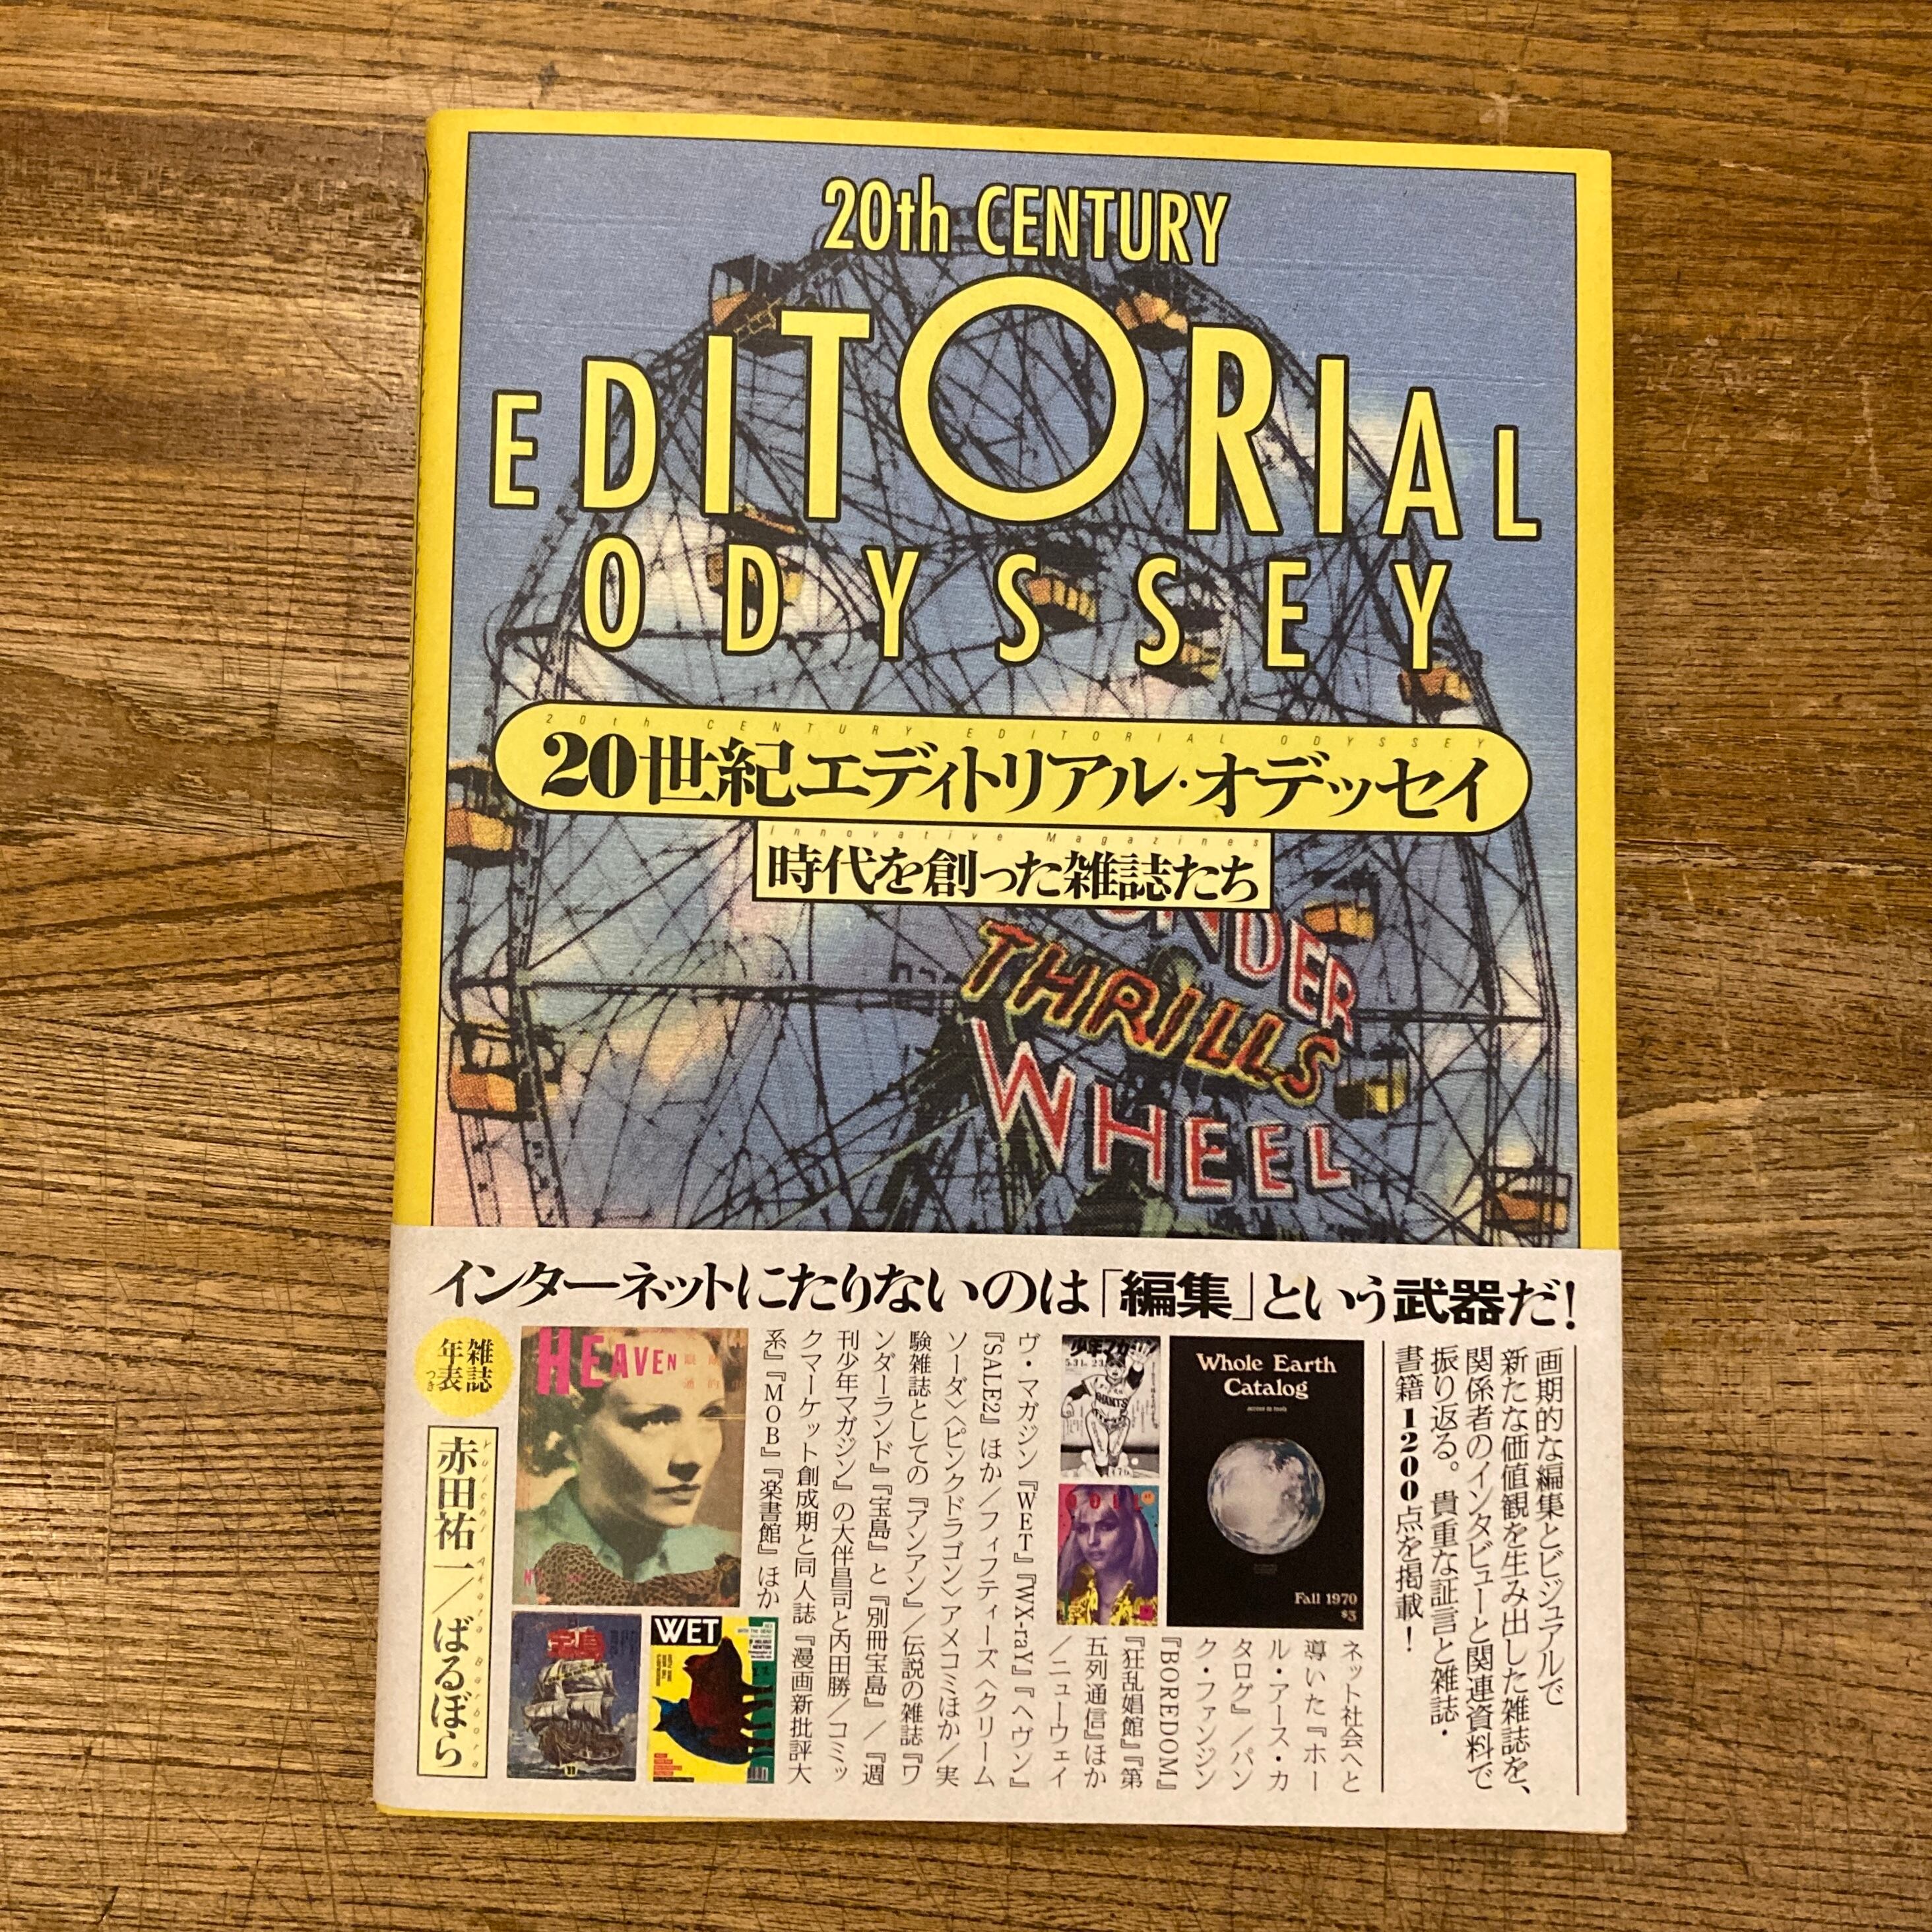 20th CENTURY
EDITORIAL
ODYSSEY
20th CENTURY EDITORIAL ODYSSEY
20世紀エディトリアル・オデッセイ
Innovative Magazines
時代を創った雑誌たち
THRILLS
WHEEL
インターネットにたりないのは「編集」という武器だ!
画期的な編集とビジュアルで
新たな価値観を生み出した雑誌を、
関係者のインタビューと関連資料で
振り返る。貴重な証言と雑誌・
書籍1200点を掲載!
Whole Earth
Catalog
access to tools
Fall 1970
$3
ネット社会へと
導いた『ホー
ル・アース・カ
タログ』/パン
ク・ファンジン
『BOREDOM』
『狂乱娼館』『第
五列通信』ほか
/ニューウェイ
ヴ・マガジン『WET』『WX-raY』『ヘヴン』
『SALE2』ほか/フィフティーズ〈クリーム
ソーダ〉〈ピンクドラゴン〉アメコミほか/実
験雑誌としての『アンアン』/伝説の雑誌『ワ
ンダーランド』『宝島』と『別冊宝島』/『週
刊少年マガジン』の大伴昌司と内田勝/コミッ
クマーケット創成期と同人誌『漫画新批評大
系』『MOB』『楽書館』ほか
少年マガジン
GIANTS
HEAVEN
宝島
WET
雑誌
年表
つき
Yuichi Akata Barbora
赤田祐一/ばるぼら